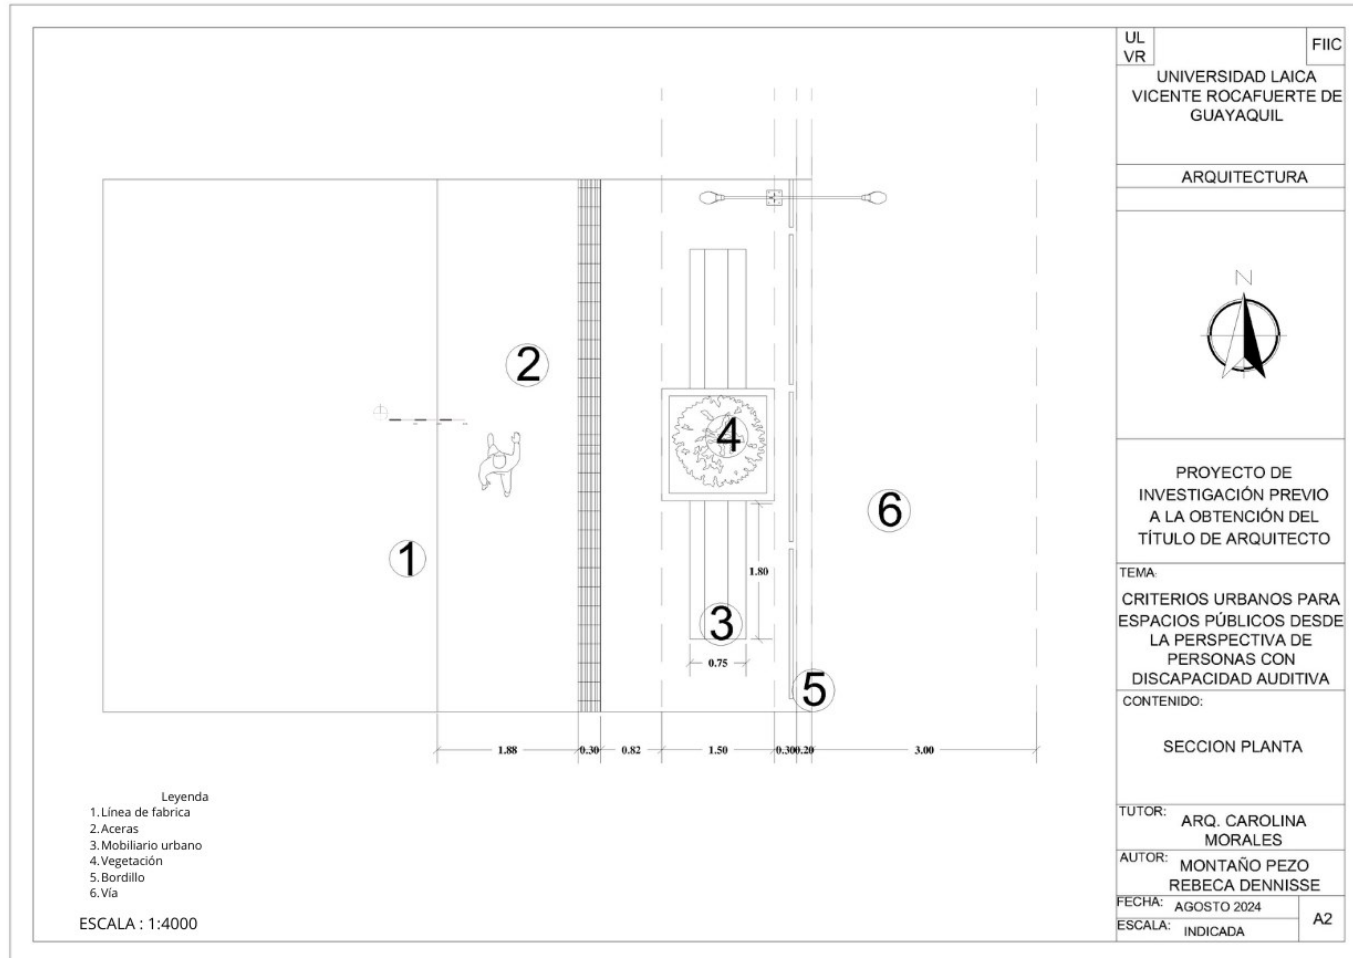 UL
VR
FIIC
UNIVERSIDAD LAICA
VICENTE ROCAFUERTE DE
GUAYAQUIL
ARQUITECTURA
N
PROYECTO DE
INVESTIGACIÓN PREVIO
A LA OBTENCIÓN DEL
TÍTULO DE ARQUITECTO
TEMA:
CRITERIOS URBANOS PARA
ESPACIOS PÚBLICOS DESDE
LA PERSPECTIVA DE
PERSONAS CON
DISCAPACIDAD AUDITIVA
CONTENIDO:
SECCION PLANTA
TUTOR:
ARQ. CAROLINA
MORALES
AUTOR:
MONTAÑO PEZO
REBECA DENNISSE
FECHA: AGOSTO 2024
ESCALA: INDICADA
A2
2
4
6
1
1.80
3
0.75
5
1.88 0.30 0.82 1.50 0.30 0.20 3.00
Leyenda
1. Línea de fabrica
2. Aceras
3. Mobiliario urbano
4. Vegetación
5. Bordillo
6. Vía
ESCALA : 1:4000